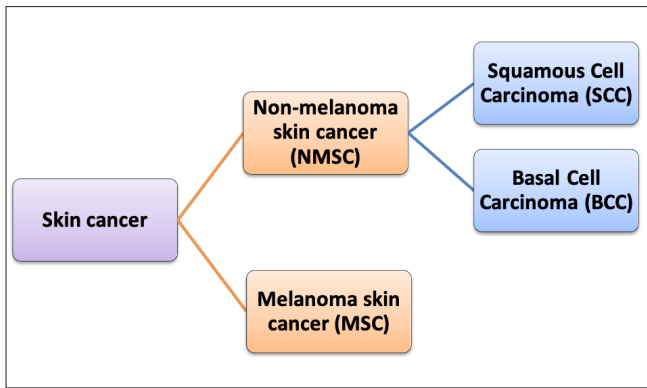 Skin cancer
Non-melanoma
skin cancer
(NMSC)
Melanoma skin
cancer (MSC)
Squamous Cell
Carcinoma (SCC)
Basal Cell
Carcinoma (BCC)